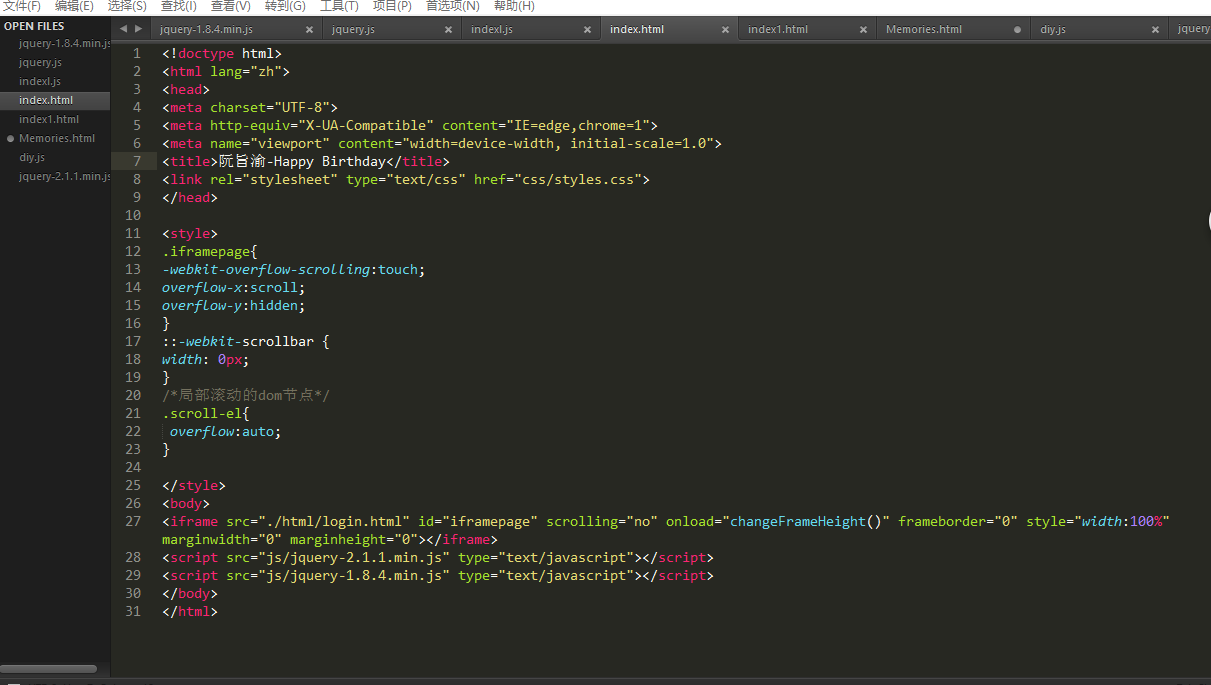 文件(F) 编辑(E) 选择(S) 查找(I) 查看(V) 转到(G) 工具(T) 项目(P) 首选项(N) 帮助(H)
OPEN FILES
jquery-1.8.4.min.js
jquery.js
indexl.js
index.html
index1.html
Memories.html
diy.js
jquery-2.1.1.min.js
jquery-1.8.4.min.js jquery.js indexl.js index.html index1.html Memories.html diy.js jquery
1 <!doctype html>
2 <html lang="zh">
3 <head>
4 <meta charset="UTF-8">
5 <meta http-equiv="X-UA-Compatible" content="IE=edge,chrome=1">
6 <meta name="viewport" content="width=device-width, initial-scale=1.0">
7 <title>阮旨渝-Happy Birthday</title>
8 <link rel="stylesheet" type="text/css" href="css/styles.css">
9 </head>
10
11 <style>
12 .iframepage{
13 -webkit-overflow-scrolling:touch;
14 overflow-x:scroll;
15 overflow-y:hidden;
16 }
17 ::-webkit-scrollbar {
18 width: 0px;
19 }
20 /*局部滚动的dom节点*/
21 .scroll-el{
22 overflow:auto;
23 }
24
25 </style>
26 <body>
27 <iframe src="./html/login.html" id="iframepage" scrolling="no" onload="changeFrameHeight()" frameborder="0" style="width:100%"
marginwidth="0" marginheight="0"></iframe>
28 <script src="js/jquery-2.1.1.min.js" type="text/javascript"></script>
29 <script src="js/jquery-1.8.4.min.js" type="text/javascript"></script>
30 </body>
31 </html>